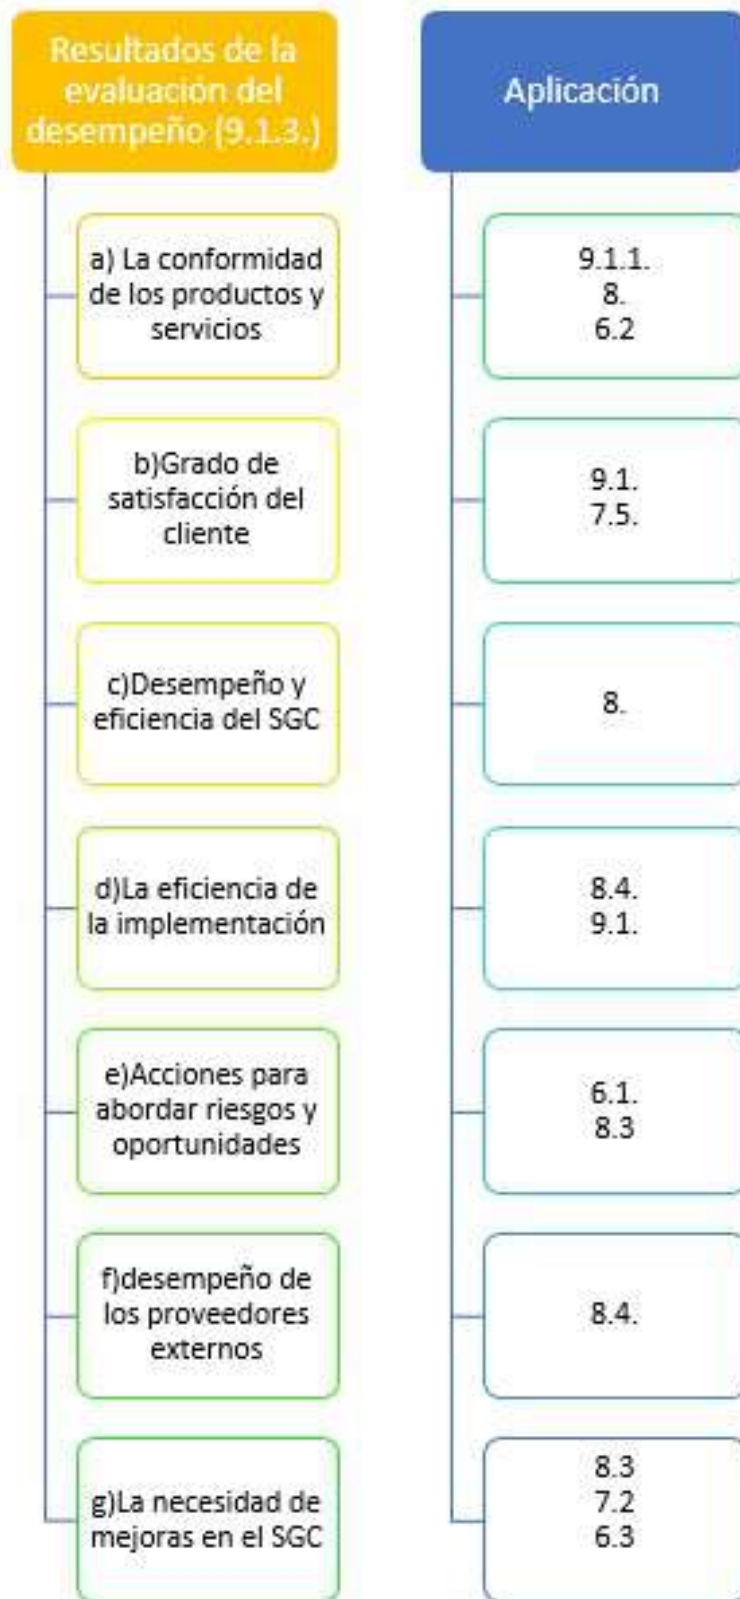 Resultados de la
evaluación del
desempeño (9.1.3.)
a) La conformidad
de los productos y
servicios
b)Grado de
satisfacción del
cliente
c)Desempeño y
eficiencia del SGC
d)La eficiencia de
la implementación
e)Acciones para
abordar riesgos y
oportunidades
f)desempeño de
los proveedores
externos
g)La necesidad de
mejoras en el SGC
Aplicación
9.1.1.
8.
6.2
9.1.
7.5.
8.
8.4.
9.1.
6.1.
8.3
8.4.
8.3
7.2
6.3